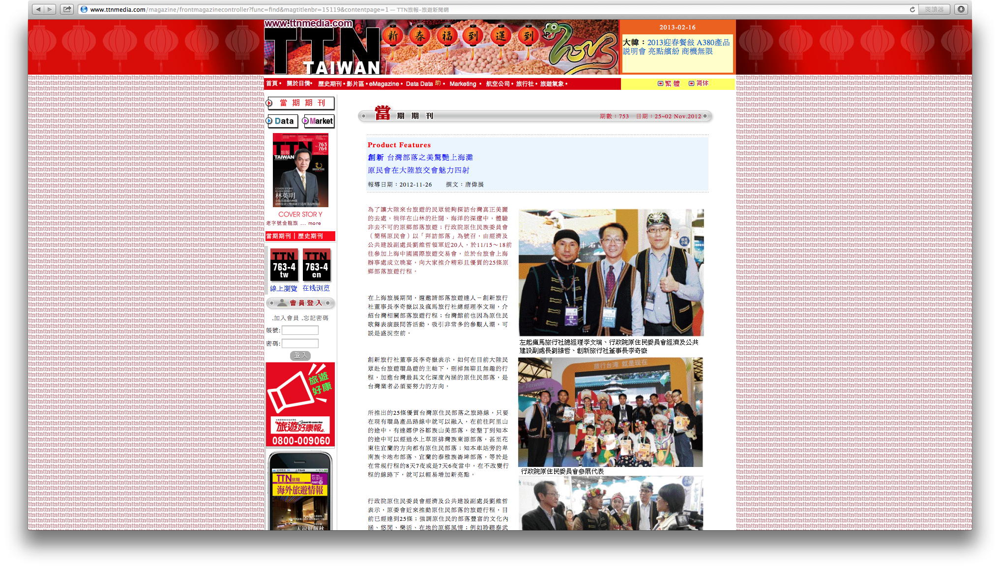 www.ttnmedia.com/magazine/frontmagazinecontroller?func=find&magtitlenbr=15119&contentpage=1 — TTN旅報-旅遊新聞網
閱讀器
www.ttnmedia.com
TTN
TAIWAN
新春福到運到
2013
2013-02-16
大韓：2013迎春餐敍 A380產品
說明會 亮點繽紛 商機無限
首頁• 關於日僑• 歷史期刊•影片區•eMagazine• Data Data 助• Marketing • 航空公司• 旅行社• 旅遊氣象•
繁體 简体
當期期刊
Data Market
TTN
旅報
TAIWAN
763
764
COVER STORY
林英明
COVER STORY
老字號金龍旅 ... more
當期期刊 | 歷史期刊
TTN
763-4
tw
TTN
763-4
cn
線上瀏覽 在线浏览
會員登入
.加入會員 .忘記密碼
帳號:
密碼:
登入
旅遊
好康
旅遊好康報
0800-009060
上午9:43
TTN旅報
秋季號
PART
海外旅遊情報
天涼好個秋
當期期刊
期數：753 日期：25~02 Nov.2012
Product Features
創新 台灣部落之美驚艷上海灘
原民會在大陸旅交會魅力四射
報導日期：2012-11-26 撰文：唐偉展
為了讓大陸來台旅遊的民眾能夠探訪台灣真正美麗
的去處，徜徉在山林的壯闊、海洋的深邃中，體驗
非去不可的原鄉部落旅遊；行政院原住民族委員會
（簡稱原民會）以「拜訪部落」為號召，由經濟及
公共建設副處長劉維哲領軍近20人，於11/15～18前
往參加上海中國國際旅遊交易會，並於台旅會上海
辦事處成立晚宴，向大家推介精彩且優質的25條原
鄉部落旅遊行程。
在上海旅展期間，還邀請部落旅遊達人－創新旅行
社董事長李奇嶽以及瘋馬旅行社總經理李文瑞，介
紹台灣相關部落旅遊行程；台灣館前也因為原住民
歌舞表演跟問答活動，吸引非常多的參觀人潮，可
說是盛況空前。
創新旅行社董事長李奇嶽表示，如何在目前大陸民
眾赴台旅遊環島遊的主軸下，刪掉無聊且無趣的行
程，加進台灣最具文化深度內涵的原住民部落，是
台灣業者必須要努力的方向。
所推出的25條優質台灣原住民部落之旅路線，只要
在現有環島產品路線中就可以融入，在前往阿里山
的途中，有達娜伊谷鄒族山美部落，從墾丁到知本
的途中可以經過水上草原排灣族東源部落，甚至花
東往宜蘭的方向都有原住民部落；知本車站旁的卑
南族卡地布部落、宜蘭的泰雅族崙埤部落，等於是
在常規行程的8天7夜或是7天6夜當中，在不改變行
程的線路下，就可以輕易增加新亮點。
行政院原住民委員會經濟及公共建設副處長劉維哲
表示，原委會近來推動原住民部落的旅遊行程，目
前已經達到25條；強調原住民的部落豐富的文化內
涵、悠閒、樂活、在地的原鄉風情；例如聆聽泰武
十石
左起瘋馬旅行社總經理李文瑞、行政院原住民委員會經濟及公共
建設副處長劉維哲、創新旅行社董事長李奇嶽
旅行台湾 就是现在
for Taiwan
行政院原住民委員會參展代表